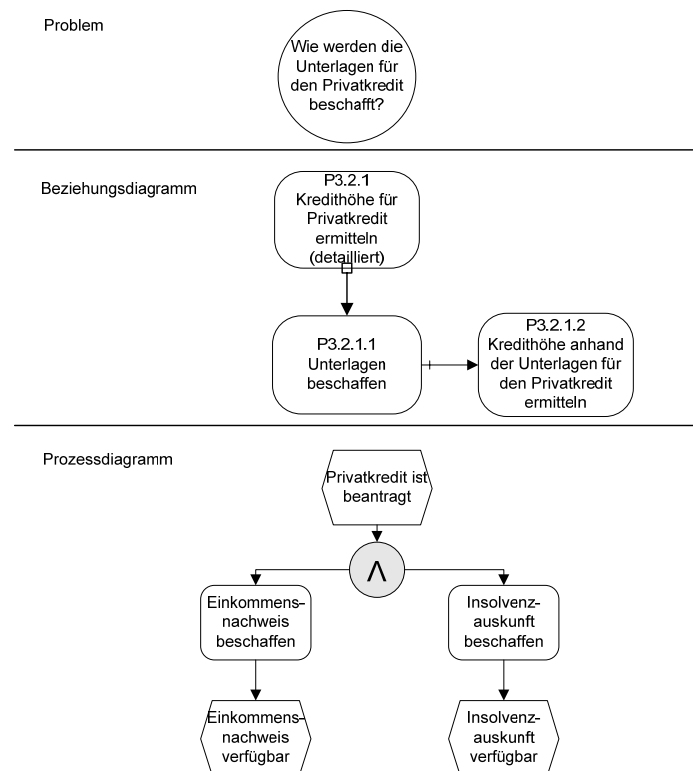 Problem
Wie werden die
Unterlagen für
den Privatkredit
beschafft?
Beziehungsdiagramm
P3.2.1
Kredithöhe für
Privatkredit
ermitteln
(detailliert)
P3.2.1.1
Unterlagen
beschaffen
P3.2.1.2
Kredithöhe anhand
der Unterlagen für
den Privatkredit
ermitteln
Prozessdiagramm
Privatkredit ist
beantragt
Λ
Einkommens-
nachweis
beschaffen
Insolvenz-
auskunft
beschaffen
Einkommens-
nachweis
verfügbar
Insolvenz-
auskunft
verfügbar